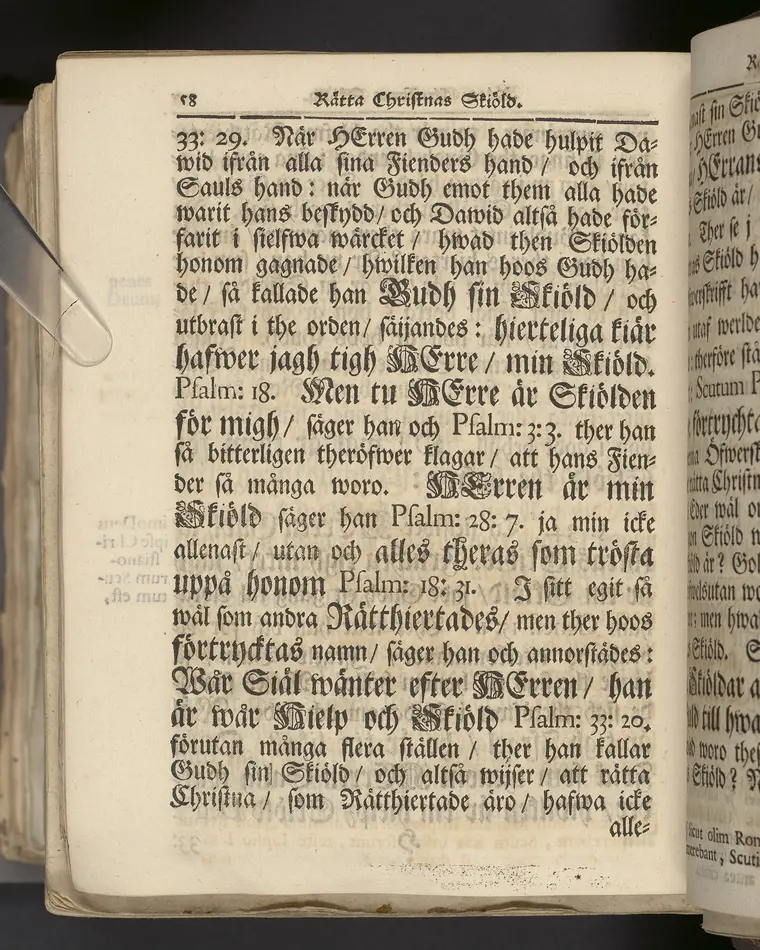 58 Rätta Christnas Skiöld.
33: 29. När HErren Gudh hade hulpit Da-
wid ifrån alla sina Fienders hand / och ifrån
Sauls hand : när Gudh emot them alla hade
warit hans beskydd / och Dawid altså hade för-
farit i sielfwa wärcket / hwad then Skiölden
honom gagnade / hwilken han hoos Gudh ha-
de / så kallade han Gudh sin Skiöld / och
utbrast i the orden / säijandes : hierteliga kiär
hafwer jagh tigh HErre / min Skiöld.
Psalm: 18. Men tu HErre är Skiölden
för migh / säger han och Psalm: 3: 3. ther han
så bitterligen theröfwer klagar / att hans Fien-
der så många woro. HErren är min
Skiöld säger han Psalm: 28: 7. ja min icke
allenast / utan och alles theras som trösta
uppå honom Psalm: 18: 31. I sitt egit så
wäl som andra Rätthiertades / men ther hoos
förtrycktas namn / säger han och annorstädes :
Wår Siäl wänter efter HErren / han
är wår Hielp och Skiöld Psalm: 33: 20.
förutan många flera ställen / ther han kallar
Gudh sin Skiöld / och altså wijser / att rätta
Christna / som Rätthiertade äro / hafwa icke
alle-